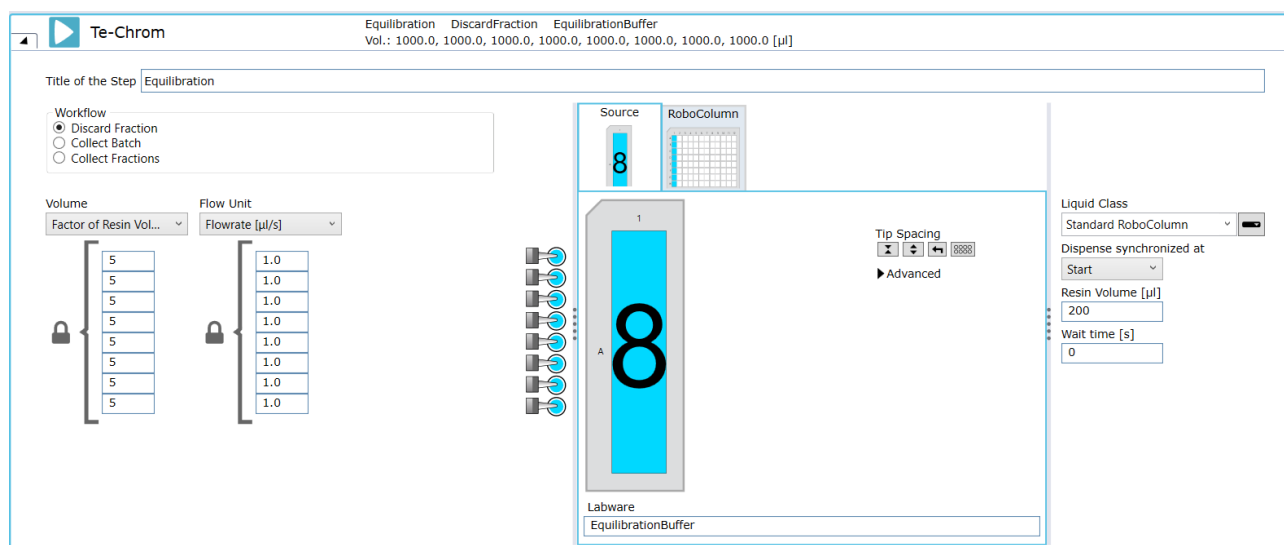 Te-Chrom
Equilibration DiscardFraction EquilibrationBuffer
Vol.: 1000.0, 1000.0, 1000.0, 1000.0, 1000.0, 1000.0, 1000.0, 1000.0 [µl]
Title of the Step Equilibration
Workflow
Discard Fraction
Collect Batch
Collect Fractions
Volume
Factor of Resin Vol...
5
5
5
5
5
5
5
5
Flow Unit
Flowrate [µl/s]
1.0
1.0
1.0
1.0
1.0
1.0
1.0
1.0
Source
8
RoboColumn
1
A
8
Tip Spacing
Advanced
Labware
EquilibrationBuffer
Liquid Class
Standard RoboColumn
Dispense synchronized at
Start
Resin Volume [µl]
200
Wait time [s]
0